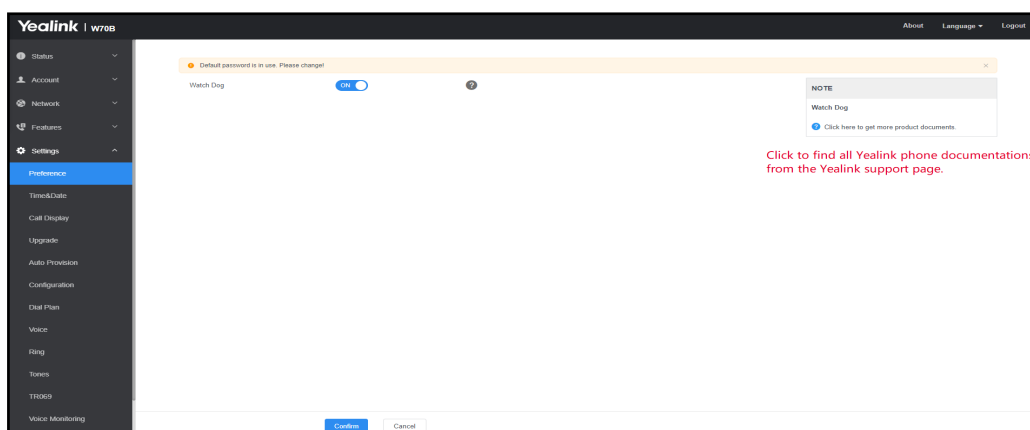 Yealink | W70B
About Language Logout
Status
Account
Network
Features
Settings
Preference
Time&Date
Call Display
Upgrade
Auto Provision
Configuration
Dial Plan
Voice
Ring
Tones
TR069
Voice Monitoring
Default password is in use. Please change!
Watch Dog ON ?
NOTE
Watch Dog
? Click here to get more product documents.
Click to find all Yealink phone documentations
from the Yealink support page.
Confirm Cancel